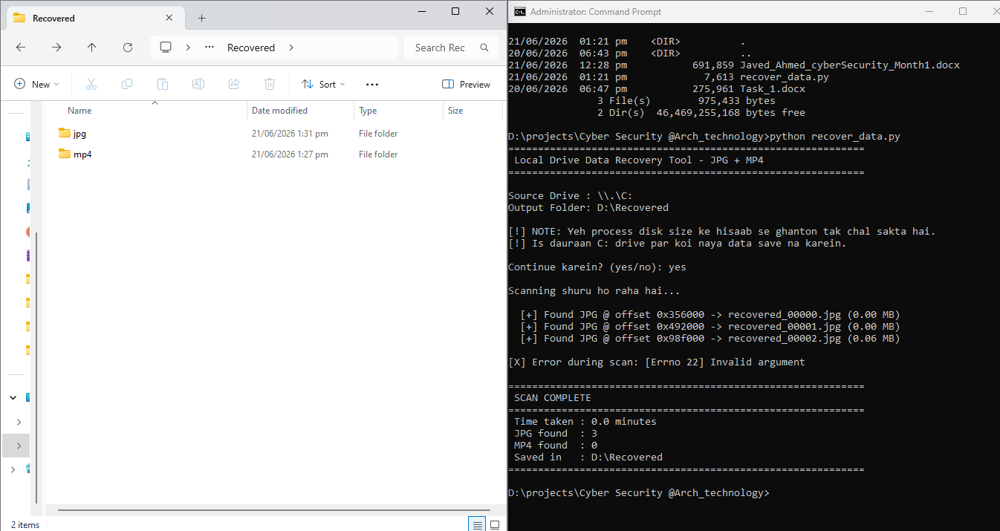 Recovered
Recovered
Search Rec
New
Sort
Preview
Name
Date modified
Type
Size
jpg
21/06/2026 1:31 pm
File folder
mp4
21/06/2026 1:27 pm
File folder
2 items
Administrator: Command Prompt
21/06/2026  01:21 pm    <DIR>          .
20/06/2026  06:43 pm    <DIR>          ..
21/06/2026  12:28 pm           691,859 Javed_Ahmed_cyberSecurity_Month1.docx
21/06/2026  01:21 pm             7,613 recover_data.py
20/06/2026  06:47 pm           275,961 Task_1.docx
3 File(s)        975,433 bytes
2 Dir(s)  46,469,255,168 bytes free
D:\projects\Cyber Security @Arch_technology>python recover_data.py
============================================================
Local Drive Data Recovery Tool - JPG + MP4
============================================================
Source Drive : \\.\C:
Output Folder: D:\Recovered
[!] NOTE: Yeh process disk size ke hisaab se ghanton tak chal sakta hai.
[!] Is dauraan C: drive par koi naya data save na karein.
Continue karein? (yes/no): yes
Scanning shuru ho raha hai...
[+] Found JPG @ offset 0x356000 -> recovered_00000.jpg (0.00 MB)
[+] Found JPG @ offset 0x492000 -> recovered_00001.jpg (0.00 MB)
[+] Found JPG @ offset 0x98f000 -> recovered_00002.jpg (0.06 MB)
[X] Error during scan: [Errno 22] Invalid argument
============================================================
SCAN COMPLETE
============================================================
Time taken : 0.0 minutes
JPG found  : 3
MP4 found  : 0
Saved in   : D:\Recovered
============================================================
D:\projects\Cyber Security @Arch_technology>